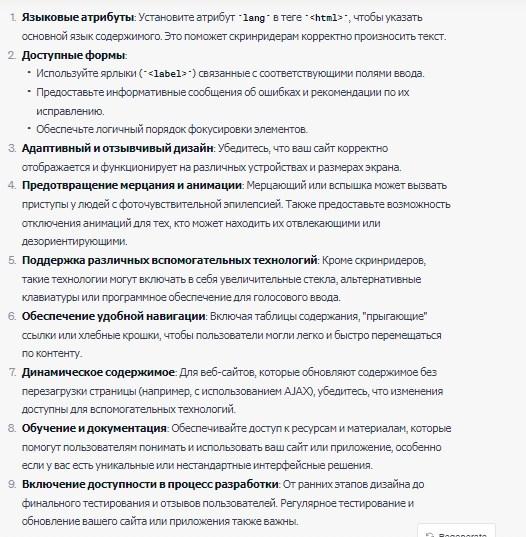 1. Языковые атрибуты: Установите атрибут `lang` в теге `<html>`, чтобы указать
основной язык содержимого. Это поможет скринридерам корректно произносить текст.
2. Доступные формы:
• Используйте ярлыки (`<label>`) связанные с соответствующими полями ввода.
• Предоставьте информативные сообщения об ошибках и рекомендации по их
исправлению.
• Обеспечьте логичный порядок фокусировки элементов.
3. Адаптивный и отзывчивый дизайн: Убедитесь, что ваш сайт корректно
отображается и функционирует на различных устройствах и размерах экрана.
4. Предотвращение мерцания и анимации: Мерцающий или вспышка может вызвать
приступы у людей с фоточувствительной эпилепсией. Также предоставьте возможность
отключения анимаций для тех, кто может находить их отвлекающими или
дезориентирующими.
5. Поддержка различных вспомогательных технологий: Кроме скринридеров,
такие технологии могут включать в себя увеличительные стекла, альтернативные
клавиатуры или программное обеспечение для голосового ввода.
6. Обеспечение удобной навигации: Включая таблицы содержания, "прыгающие"
ссылки или хлебные крошки, чтобы пользователи могли легко и быстро перемещаться
по контенту.
7. Динамическое содержимое: Для веб-сайтов, которые обновляют содержимое без
перезагрузки страницы (например, с использованием AJAX), убедитесь, что изменения
доступны для вспомогательных технологий.
8. Обучение и документация: Обеспечивайте доступ к ресурсам и материалам, которые
помогут пользователям понимать и использовать ваш сайт или приложение, особенно
если у вас есть уникальные или нестандартные интерфейсные решения.
9. Включение доступности в процесс разработки: От ранних этапов дизайна до
финального тестирования и отзывов пользователей. Регулярное тестирование и
обновление вашего сайта или приложения также важны.
Regenerate